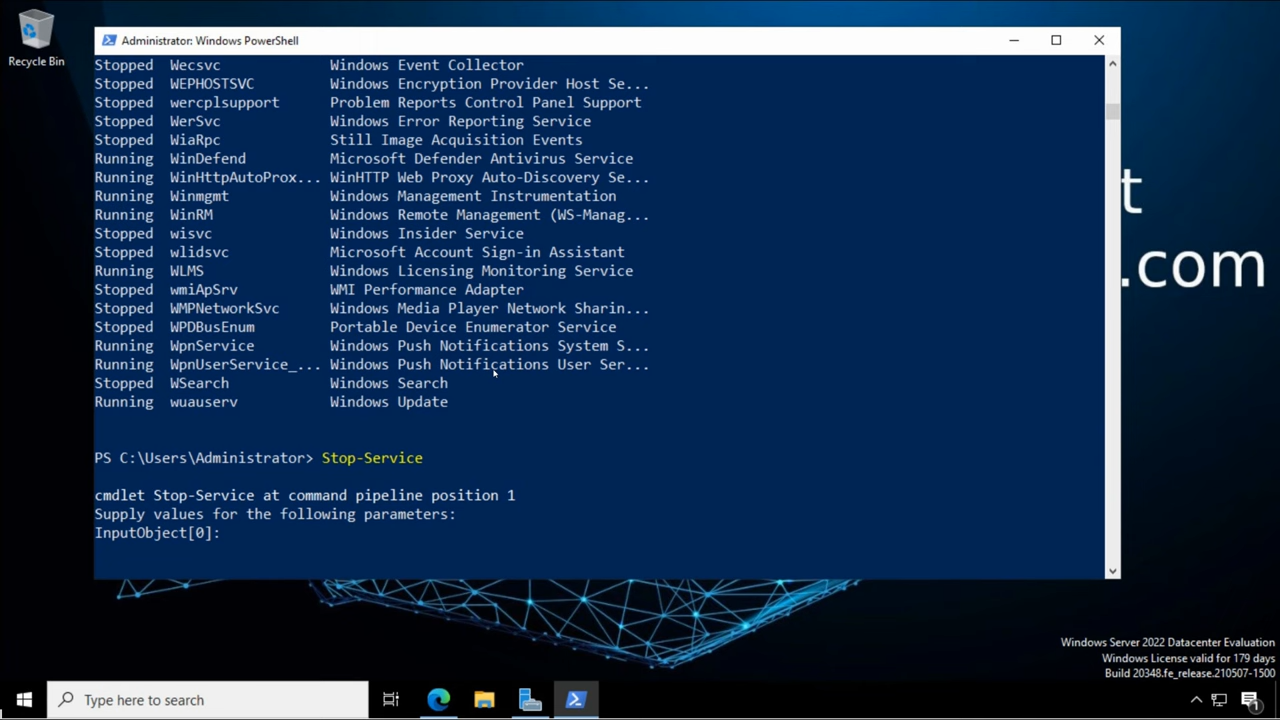 Recycle Bin
Administrator: Windows PowerShell
Stopped  Wecsvc             Windows Event Collector
Stopped  WEPHOSTSVC         Windows Encryption Provider Host Se...
Stopped  wercplsupport      Problem Reports Control Panel Support
Stopped  WerSvc             Windows Error Reporting Service
Stopped  WiaRpc             Still Image Acquisition Events
Running  WinDefend          Microsoft Defender Antivirus Service
Running  WinHttpAutoProx... WinHTTP Web Proxy Auto-Discovery Se...
Running  Winmgmt            Windows Management Instrumentation
Running  WinRM              Windows Remote Management (WS-Manag...
Stopped  wisvc              Windows Insider Service
Stopped  wlidsvc            Microsoft Account Sign-in Assistant
Running  WLMS               Windows Licensing Monitoring Service
Stopped  wmiApSrv           WMI Performance Adapter
Stopped  WMPNetworkSvc      Windows Media Player Network Sharin...
Stopped  WPDBusEnum         Portable Device Enumerator Service
Running  WpnService         Windows Push Notifications System S...
Running  WpnUserService_... Windows Push Notifications User Ser...
Stopped  WSearch            Windows Search
Running  wuauserv           Windows Update
PS C:\Users\Administrator> Stop-Service
cmdlet Stop-Service at command pipeline position 1
Supply values for the following parameters:
InputObject[0]:
t
.com
Windows Server 2022 Datacenter Evaluation
Windows License valid for 179 days
Build 20348.fe_release.210507-1500
Type here to search
1